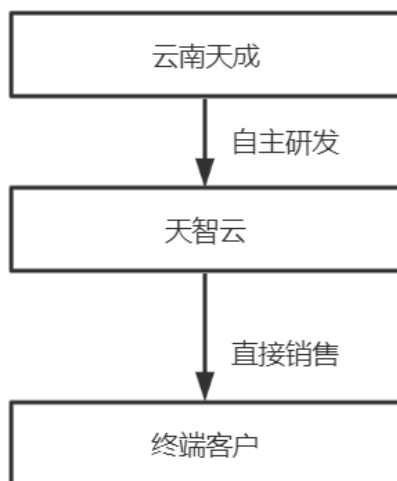 云南天成
自主研发
天智云
直接销售
终端客户